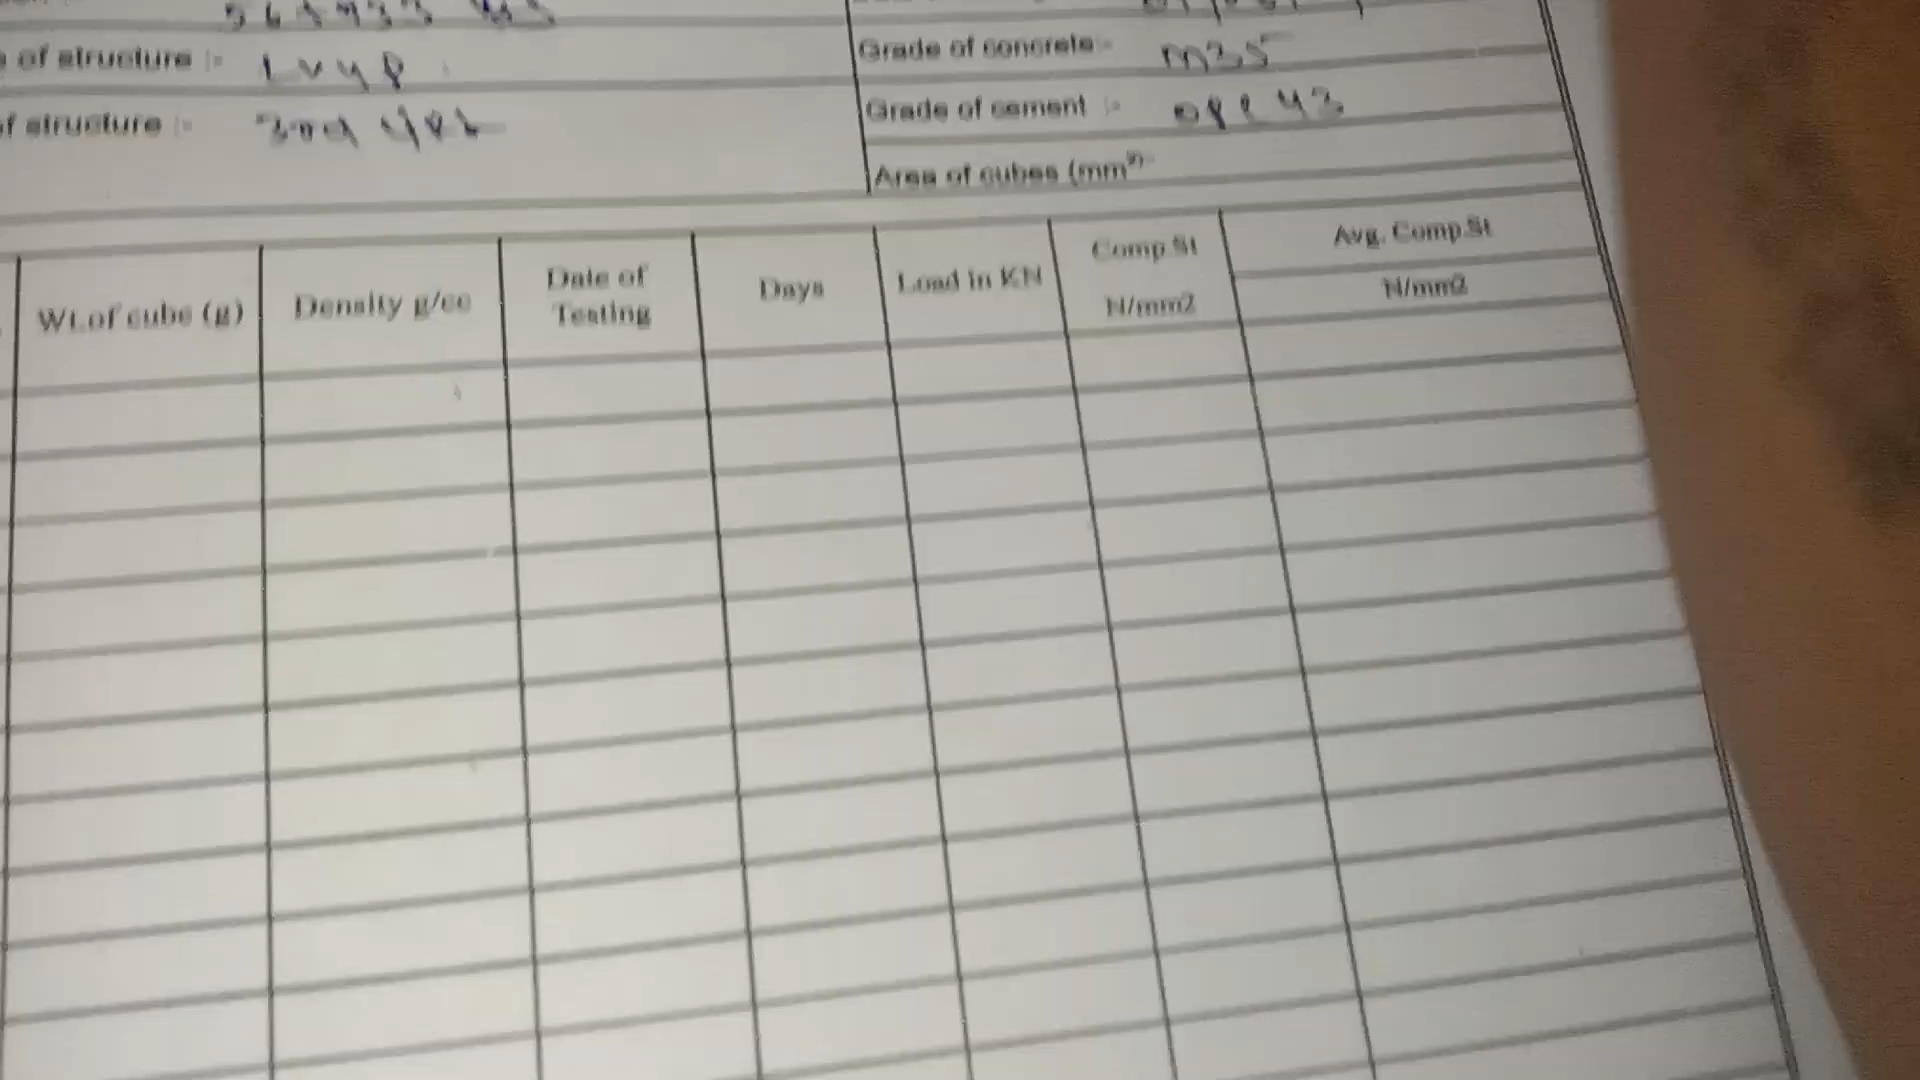 of structure :-
Grade of concrete:- M35
f structure :-
Grade of cement :- OPC 43
Area of cubes (mm²)
Wt.of cube (g)
Density g/cc
Date of Testing
Days
Load in KN
Comp.St N/mm2
Avg. Comp.St N/mm2